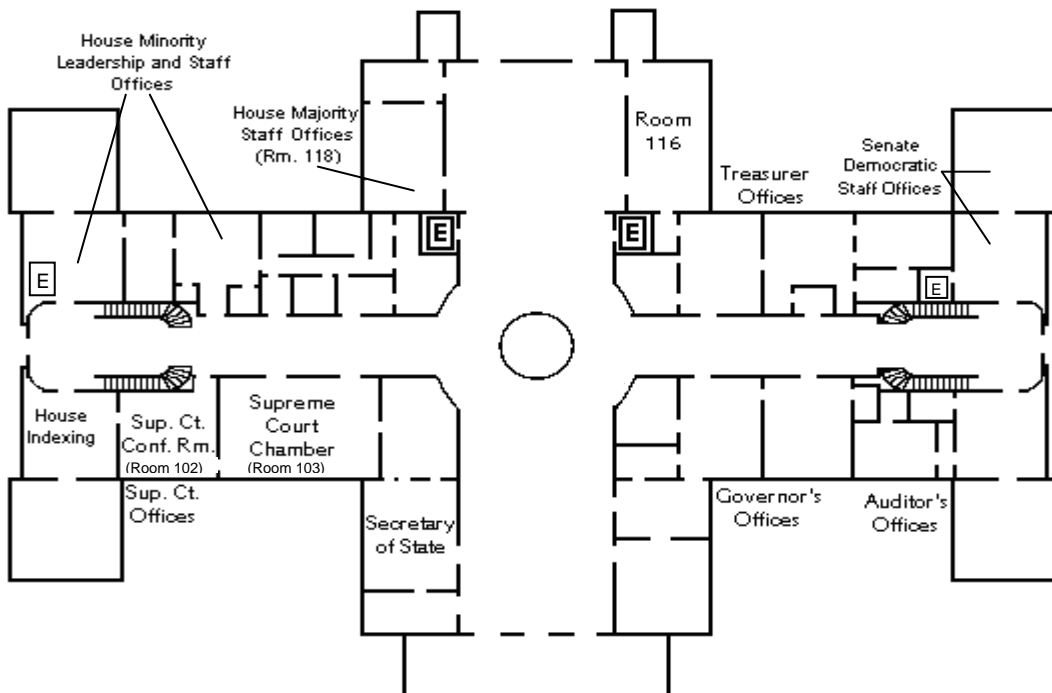 House Minority
Leadership and Staff
Offices
House Majority
Staff Offices
(Rm. 118)
Room
116
Treasurer
Offices
Senate
Democratic
Staff Offices
E
E
E
E
House
Indexing
Sup. Ct.
Conf. Rm.
(Room 102)
Supreme
Court
Chamber
(Room 103)
Sup. Ct.
Offices
Secretary
of State
Governor's
Offices
Auditor's
Offices